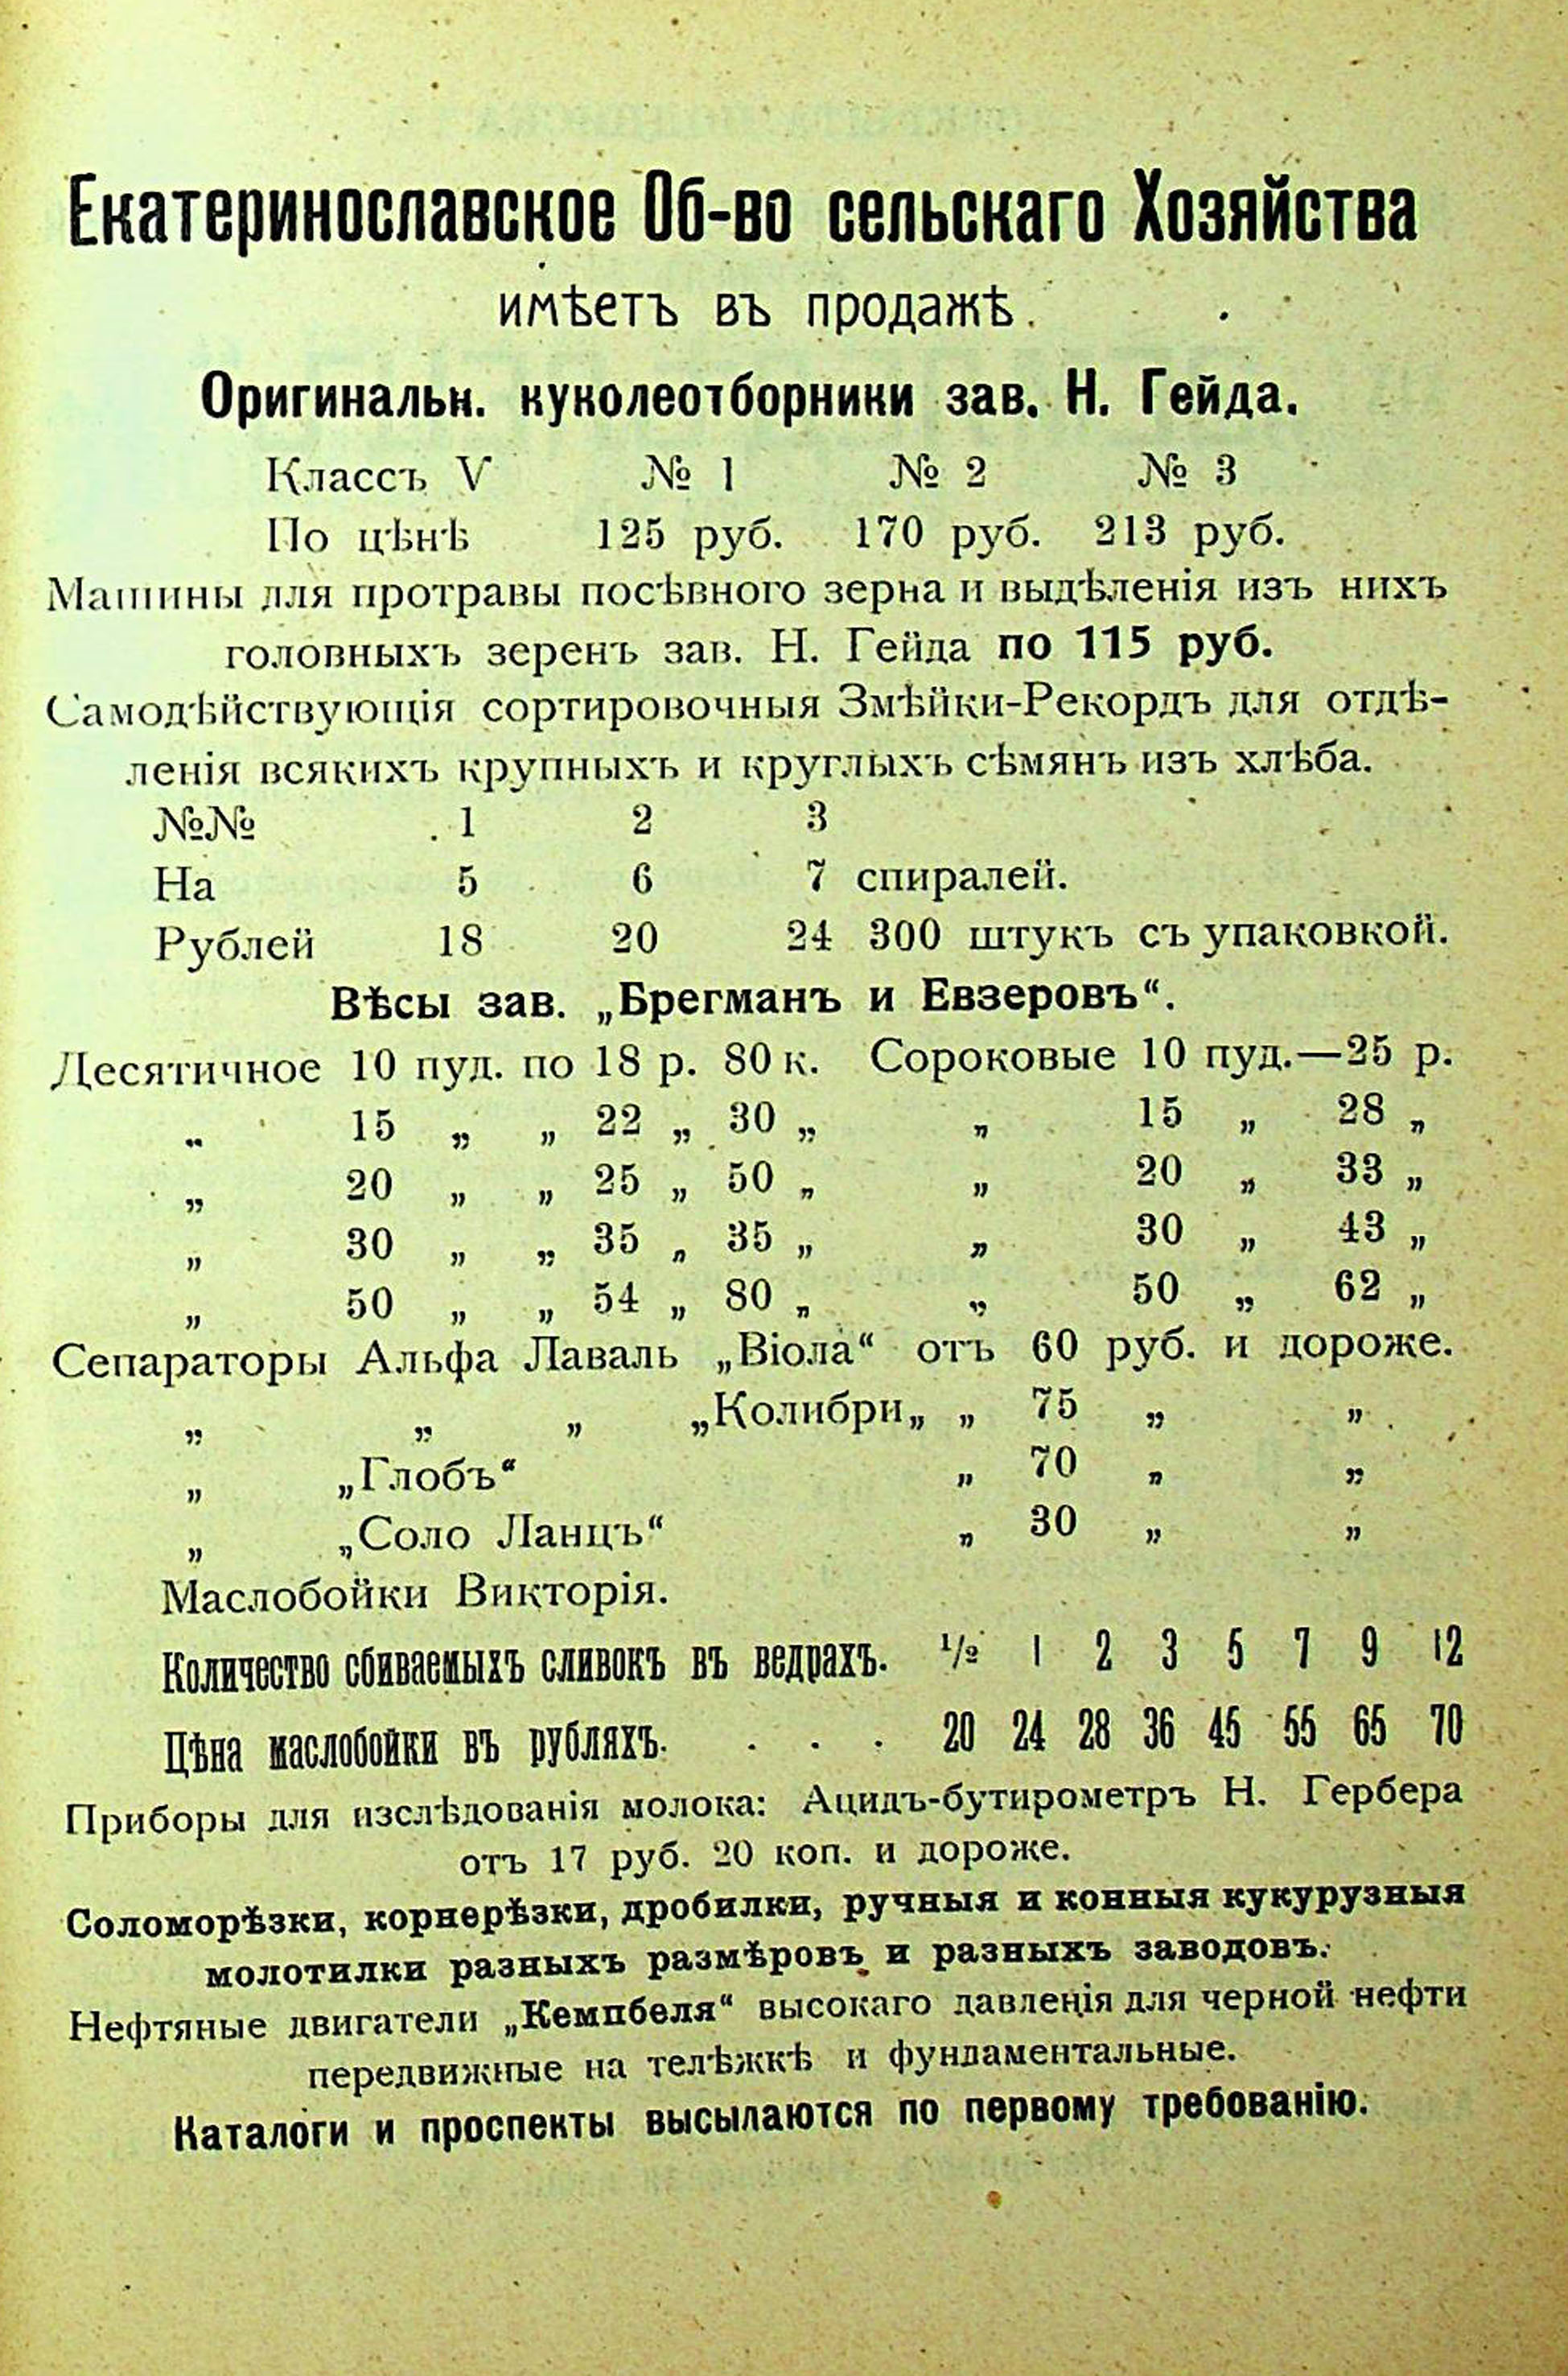 Екатеринославское Об-во сельскаго Хозяйства
имѣетъ въ продажѣ.
Оригинальн. куколеотборники зав. Н. Гейда.
Классъ V № 1 № 2 № 3
По цѣнѣ 125 руб. 170 руб. 213 руб.
Машины для протравы посѣвного зерна и выдѣленія изъ нихъ
головныхъ зеренъ зав. Н. Гейда по 115 руб.
Самодѣйствующія сортировочныя Змѣйки-Рекордъ для отдѣ-
ленія всякихъ крупныхъ и круглыхъ сѣмянъ изъ хлѣба.
№№ 1 2 3
На 5 6 7 спиралей.
Рублей 18 20 24 300 штукъ съ упаковкой.
Вѣсы зав. „Брегманъ и Евзеровъ“.
Десятичное 10 пуд. по 18 р. 80 к. Сороковые 10 пуд.—25 р.
„ 15 „ „ 22 „ 30 „ „ 15 „ 28 „
„ 20 „ „ 25 „ 50 „ „ 20 „ 33 „
„ 30 „ „ 35 „ 35 „ „ 30 „ 43 „
„ 50 „ „ 54 „ 80 „ „ 50 „ 62 „
Сепараторы Альфа Лаваль „Віола“ отъ 60 руб. и дороже.
„ „ „ „Колибри„ „ 75 „ „
„ „Глобъ“ „ 70 „ „
„ „Соло Ланцъ“ „ 30 „ „
Маслобойки Викторія.
Количество сбиваемыхъ сливокъ въ ведрахъ. 1/2 1 2 3 5 7 9 12
Цѣна маслобойки въ рубляхъ. . . . 20 24 28 36 45 55 65 70
Приборы для изслѣдованія молока: Ацидъ-бутирометръ Н. Гербера
отъ 17 руб. 20 коп. и дороже.
Соломорѣзки, корнерѣзки, дробилки, ручныя и конныя кукурузныя
молотилки разныхъ размѣровъ и разныхъ заводовъ.
Нефтяные двигатели „Кемпбеля“ высокаго давленія для черной нефти
передвижные на телѣжкѣ и фундаментальные.
Каталоги и проспекты высылаются по первому требованію.